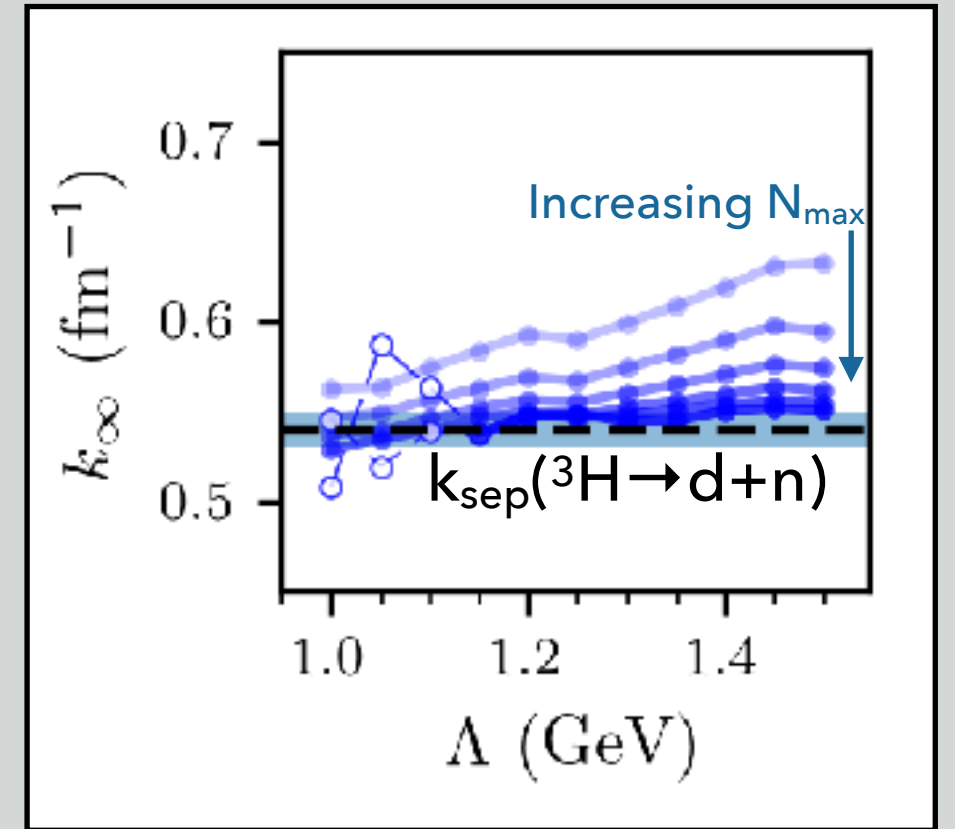 0.7
0.6
0.5
k∞ (fm⁻¹)
Increasing Nₘₐₓ
kₛₑₚ(³H→d+n)
1.0 1.2 1.4
Λ (GeV)